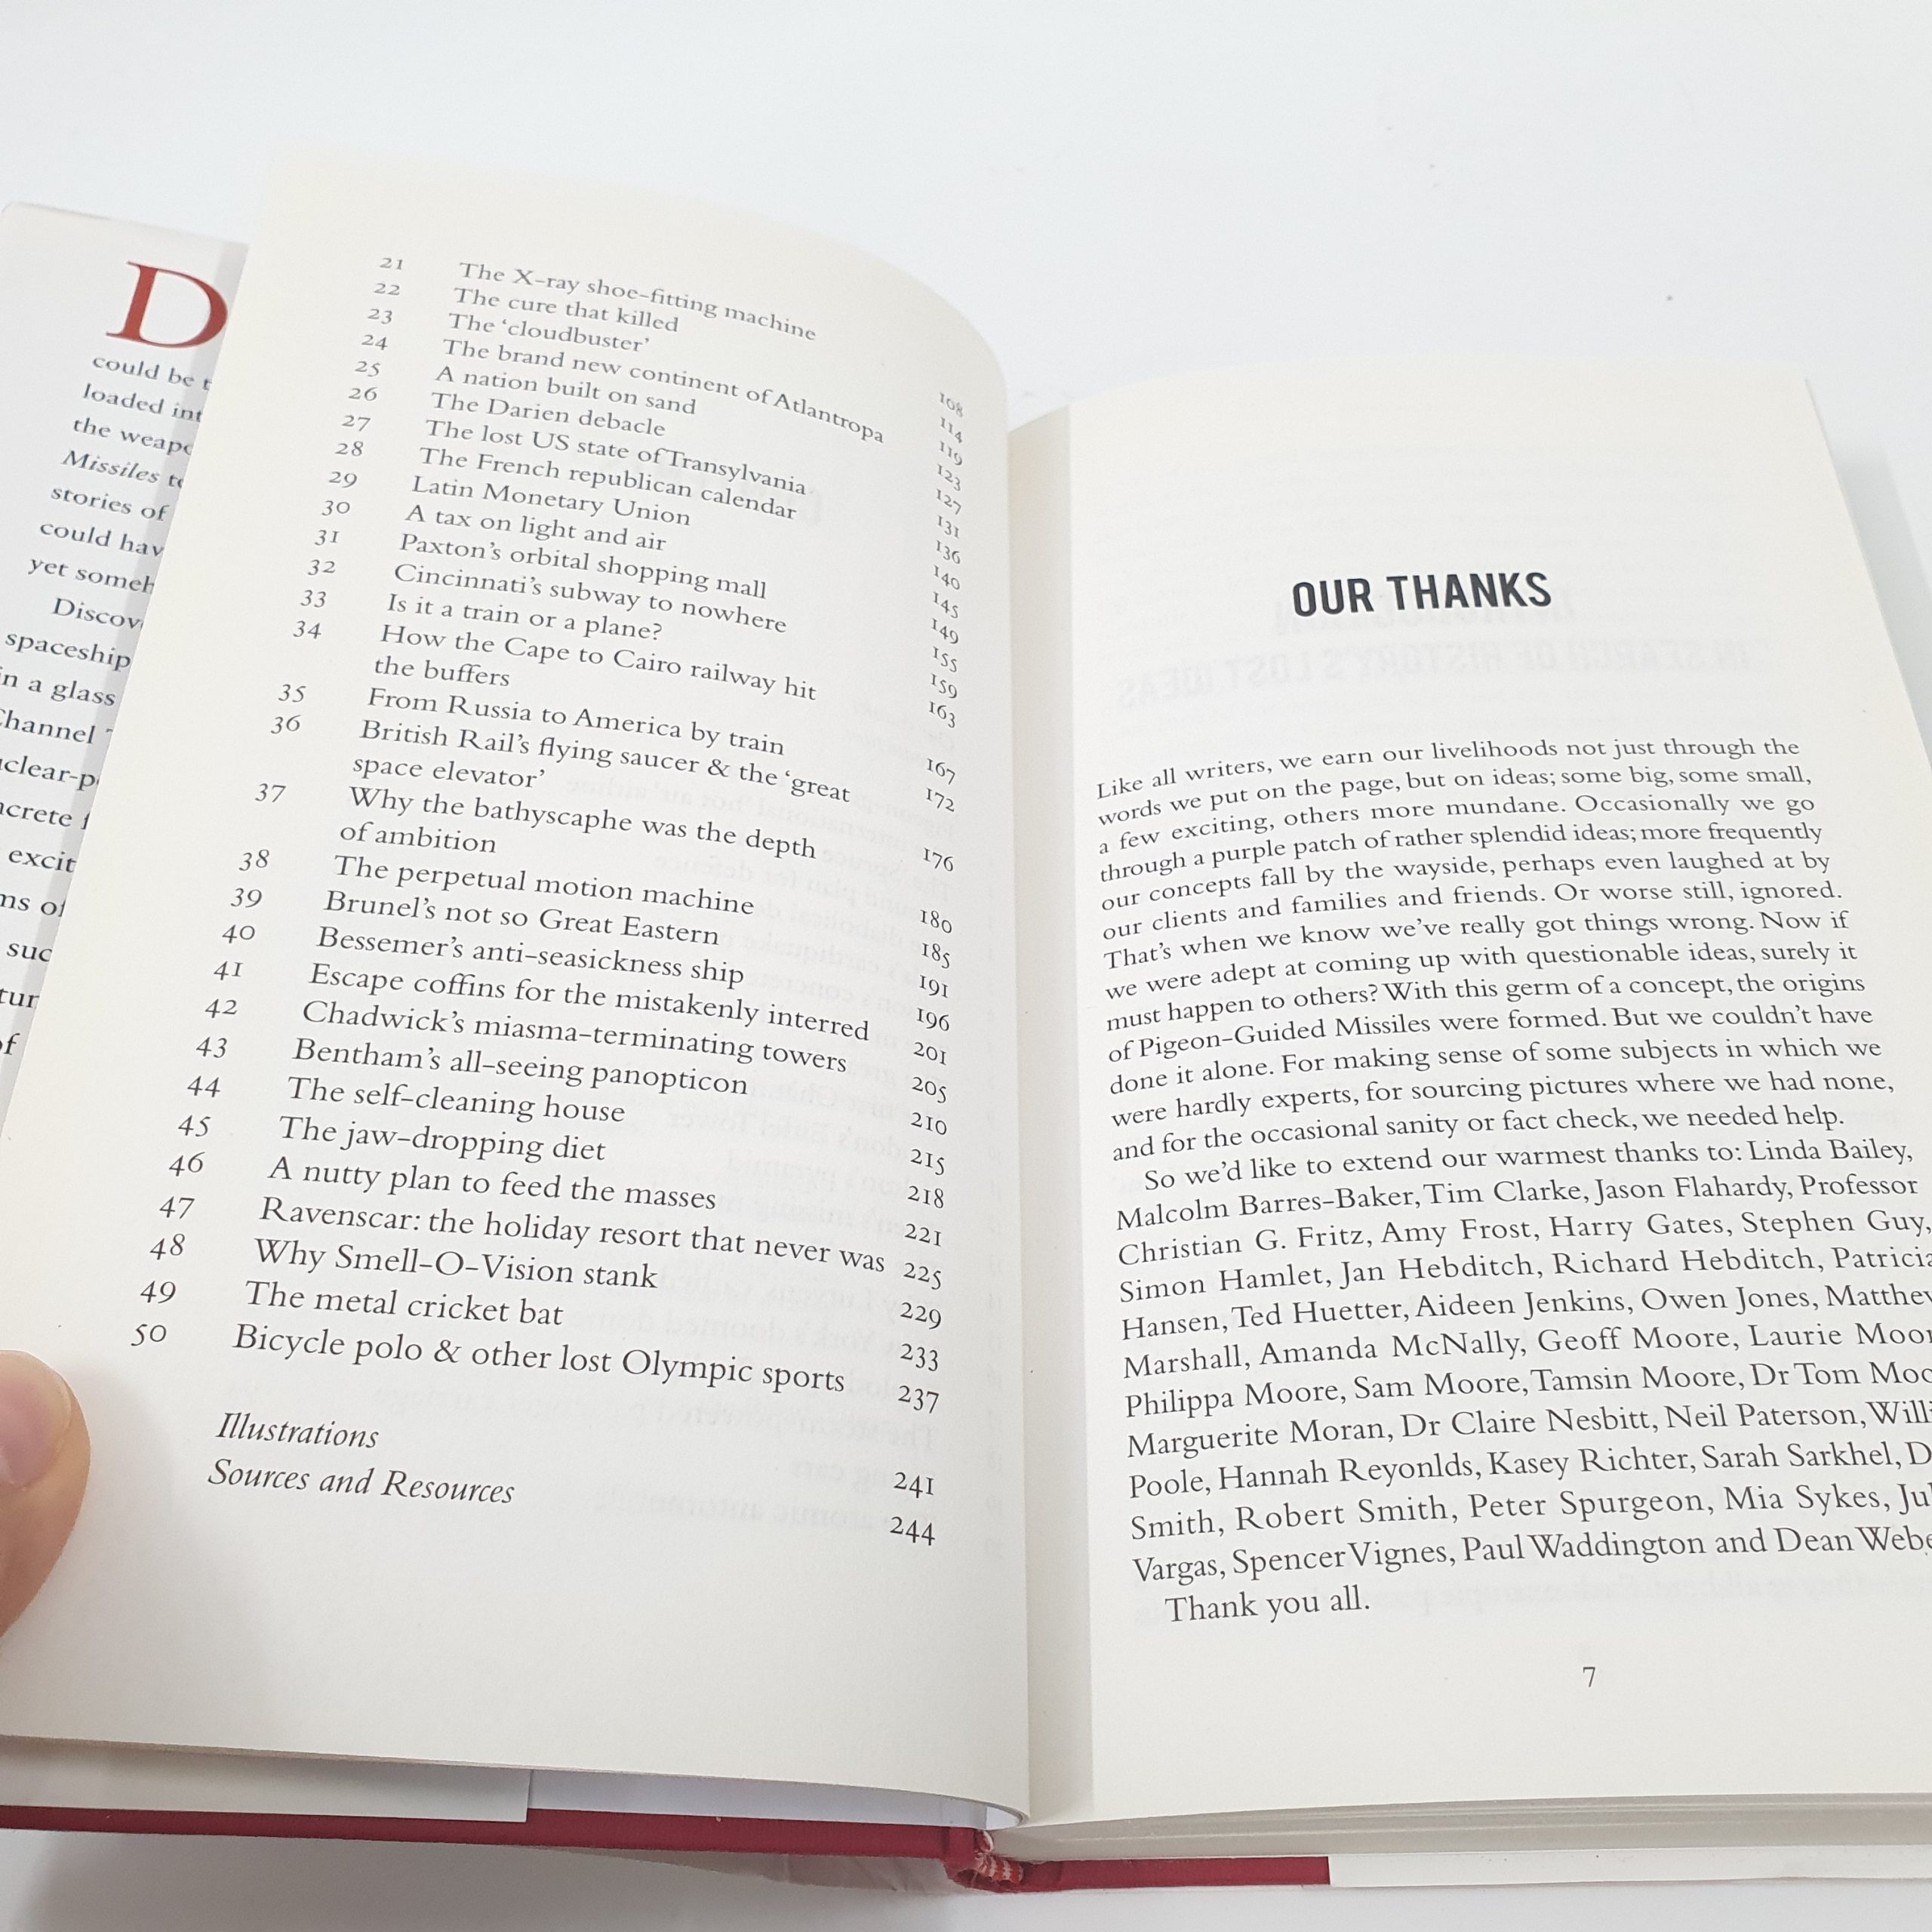 D
could be t
loaded int
the weapo
Missiles to
stories of
could hav
yet someh
Discov
spaceship
in a glass
Channel
uclear-p
ncrete f
excit
ms of
suc
tur
of
21 The X-ray shoe-fitting machine 108
22 The cure that killed 114
23 The ‘cloudbuster’ 119
24 The brand new continent of Atlantropa 123
25 A nation built on sand 127
26 The Darien debacle 131
27 The lost US state of Transylvania 136
28 The French republican calendar 140
29 Latin Monetary Union 145
30 A tax on light and air 149
31 Paxton’s orbital shopping mall 155
32 Cincinnati’s subway to nowhere 159
33 Is it a train or a plane? 163
34 How the Cape to Cairo railway hit
the buffers 167
35 From Russia to America by train 172
36 British Rail’s flying saucer & the ‘great
space elevator’ 176
37 Why the bathyscaphe was the depth
of ambition 180
38 The perpetual motion machine 185
39 Brunel’s not so Great Eastern 191
40 Bessemer’s anti-seasickness ship 196
41 Escape coffins for the mistakenly interred 201
42 Chadwick’s miasma-terminating towers 205
43 Bentham’s all-seeing panopticon 210
44 The self-cleaning house 215
45 The jaw-dropping diet 218
46 A nutty plan to feed the masses 221
47 Ravenscar: the holiday resort that never was 225
48 Why Smell-O-Vision stank 229
49 The metal cricket bat 233
50 Bicycle polo & other lost Olympic sports 237
Illustrations 241
Sources and Resources 244
OUR THANKS
Like all writers, we earn our livelihoods not just through the
words we put on the page, but on ideas; some big, some small,
a few exciting, others more mundane. Occasionally we go
through a purple patch of rather splendid ideas; more frequently
our concepts fall by the wayside, perhaps even laughed at by
our clients and families and friends. Or worse still, ignored.
That’s when we know we’ve really got things wrong. Now if
we were adept at coming up with questionable ideas, surely it
must happen to others? With this germ of a concept, the origins
of Pigeon-Guided Missiles were formed. But we couldn’t have
done it alone. For making sense of some subjects in which we
were hardly experts, for sourcing pictures where we had none,
and for the occasional sanity or fact check, we needed help.
So we’d like to extend our warmest thanks to: Linda Bailey,
Malcolm Barres-Baker, Tim Clarke, Jason Flahardy, Professor
Christian G. Fritz, Amy Frost, Harry Gates, Stephen Guy,
Simon Hamlet, Jan Hebditch, Richard Hebditch, Patricia
Hansen, Ted Huetter, Aideen Jenkins, Owen Jones, Matthew
Marshall, Amanda McNally, Geoff Moore, Laurie Moor
Philippa Moore, Sam Moore, Tamsin Moore, Dr Tom Moo
Marguerite Moran, Dr Claire Nesbitt, Neil Paterson, Willi
Poole, Hannah Reyonlds, Kasey Richter, Sarah Sarkhel, D
Smith, Robert Smith, Peter Spurgeon, Mia Sykes, Ju
Vargas, Spencer Vignes, Paul Waddington and Dean Webe
Thank you all.
7